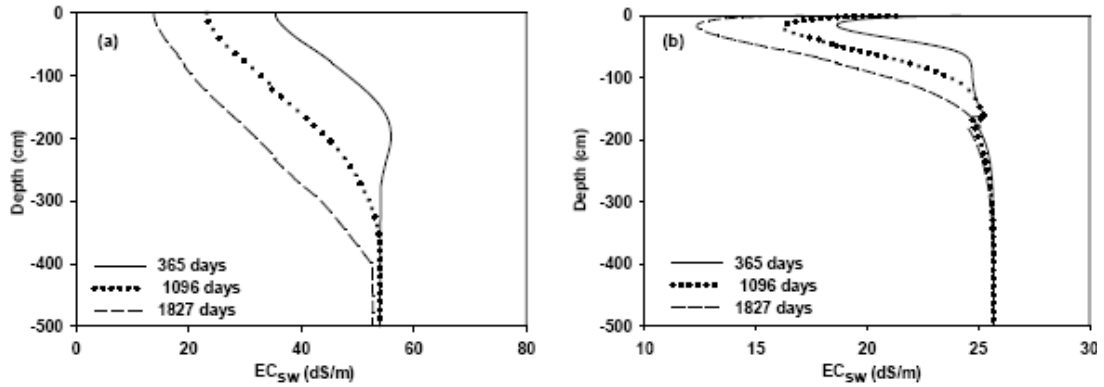 (a)
0
-100
-200
-300
-400
-500
Depth (cm)
365 days
1096 days
1827 days
0 20 40 60 80
EC_SW (dS/m)
(b)
0
-100
-200
-300
-400
-500
Depth (cm)
365 days
1096 days
1827 days
10 15 20 25 30
EC_SW (dS/m)